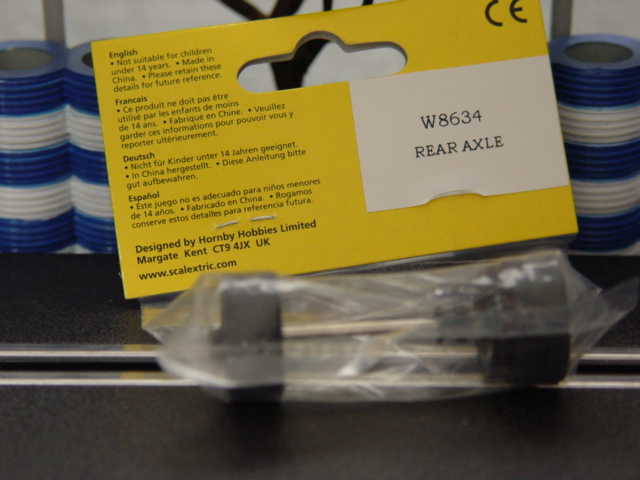 CE
English
• Not suitable for children
under 14 years. • Made in
China. • Please retain these
details for future reference.
Francais
• Ce produit ne doit pas être
utilisé par les enfants de moins
de 14 ans. • Fabriqué en Chine. • Veuillez
garder ces informations pour pouvoir vous y
reporter ultérieurement.
Deutsch
• Nicht für Kinder unter 14 Jahren geeignet.
• In China hergestellt. • Diese Anleitung bitte
gut aufbewahren.
Español
• Este juego no es adecuado para niños menores
de 14 años. • Fabricado en China. • Rogamos
conserve estos detalles para referencia futura.
Designed by Hornby Hobbies Limited
Margate Kent CT9 4JX UK
www.scalextric.com
W8634
REAR AXLE